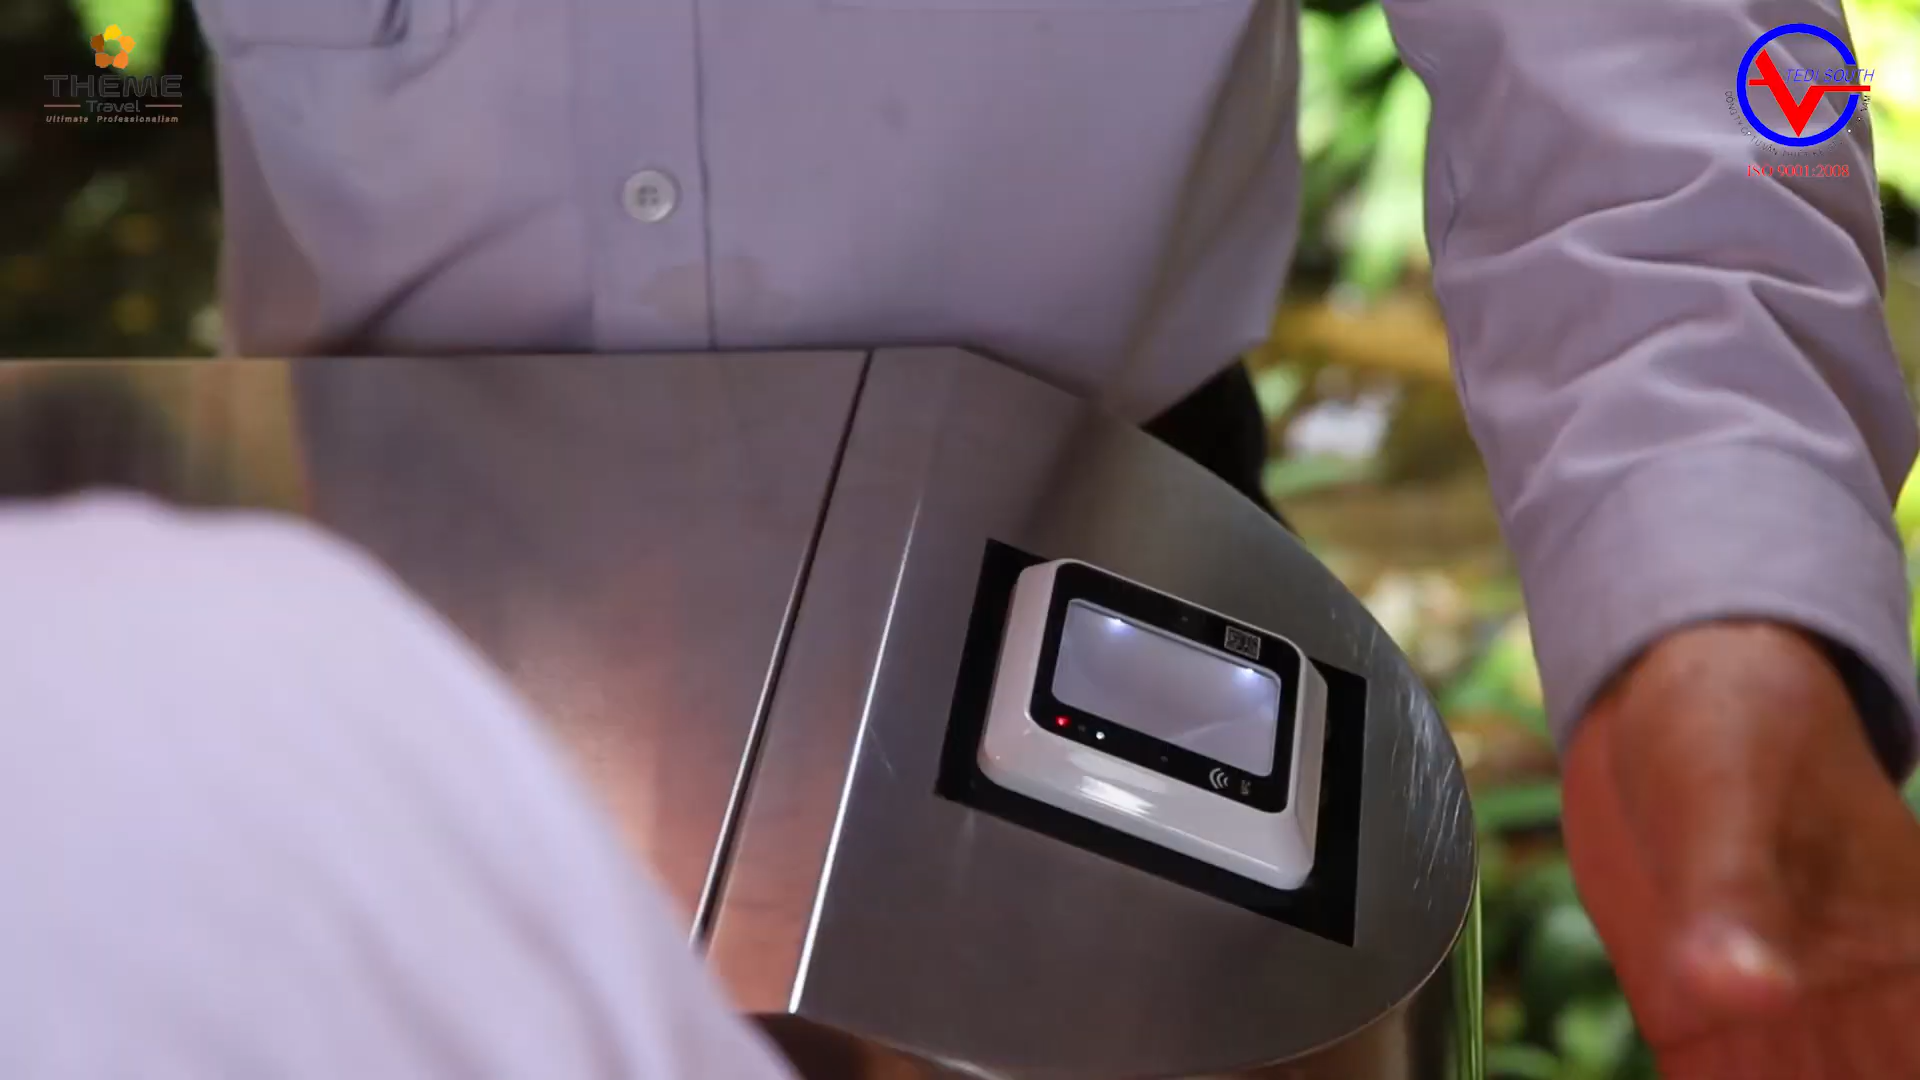 THEME
Travel
Ultimate Professionalism
TEDI SOUTH
ISO 9001:2008